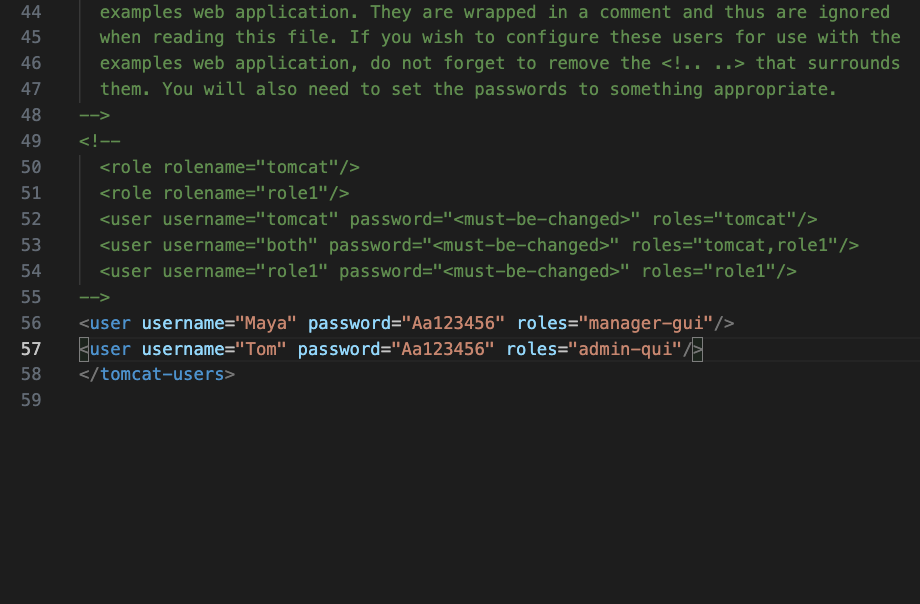 44 examples web application. They are wrapped in a comment and thus are ignored
45 when reading this file. If you wish to configure these users for use with the
46 examples web application, do not forget to remove the <!.. ..> that surrounds
47 them. You will also need to set the passwords to something appropriate.
48 -->
49 <!--
50 <role rolename="tomcat"/>
51 <role rolename="role1"/>
52 <user username="tomcat" password="<must-be-changed>" roles="tomcat"/>
53 <user username="both" password="<must-be-changed>" roles="tomcat,role1"/>
54 <user username="role1" password="<must-be-changed>" roles="role1"/>
55 -->
56 <user username="Maya" password="Aa123456" roles="manager-gui"/>
57 <user username="Tom" password="Aa123456" roles="admin-qui"/>
58 </tomcat-users>
59